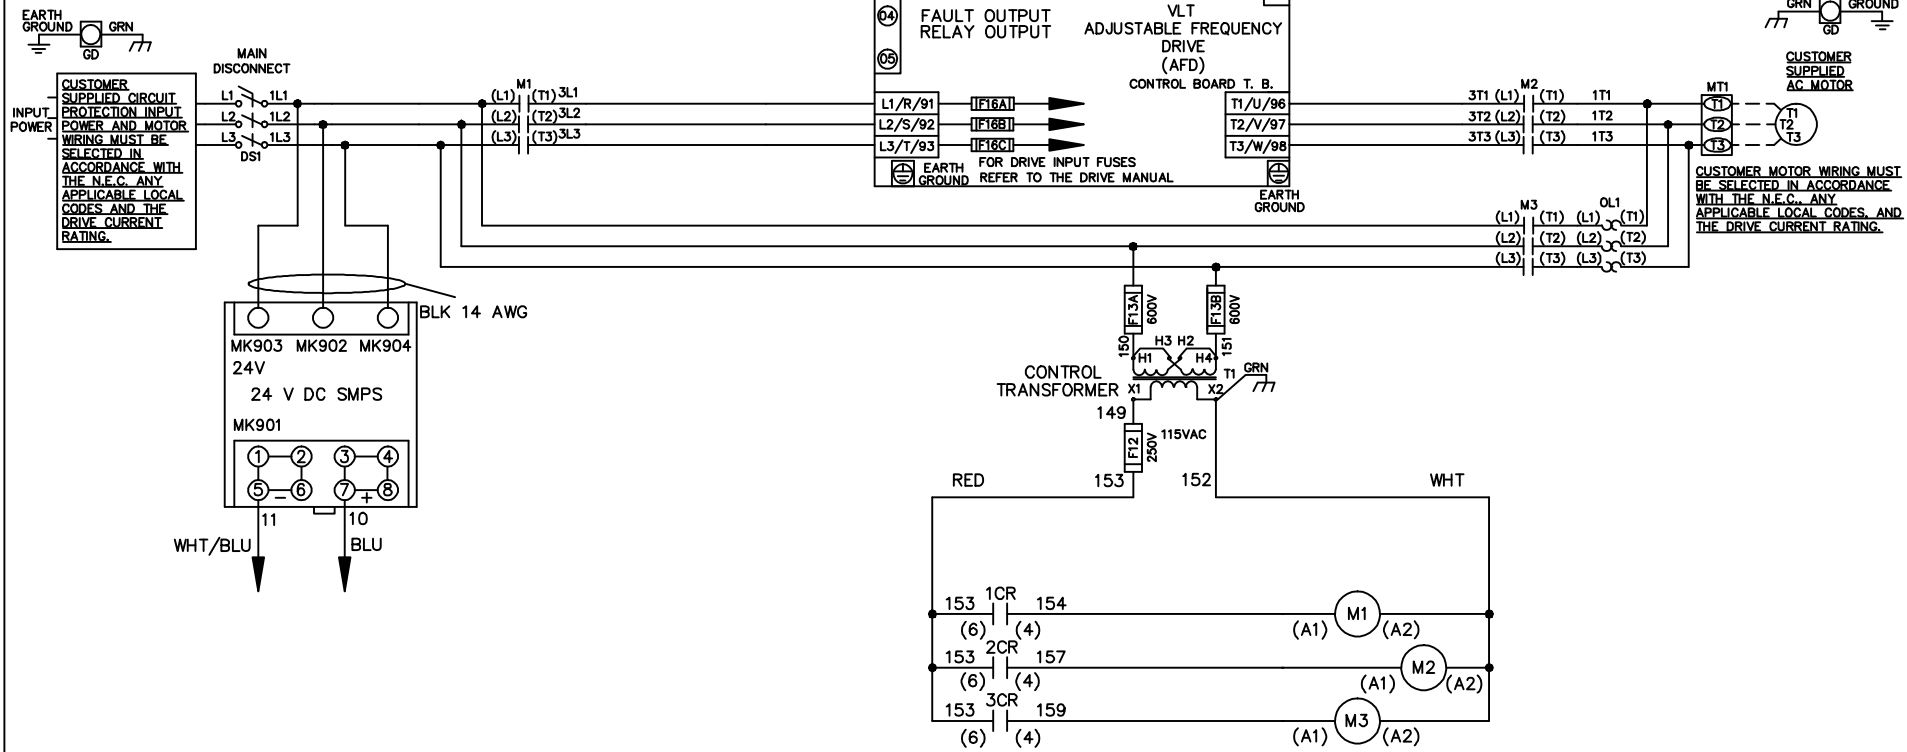 EARTH
GROUND
GRN
GD
04
05
FAULT OUTPUT
RELAY OUTPUT
VLT
ADJUSTABLE FREQUENCY
DRIVE
(AFD)
CONTROL BOARD T. B.
GRN
GROUND
GD
CUSTOMER
SUPPLIED
AC MOTOR
INPUT
POWER
CUSTOMER
SUPPLIED CIRCUIT
PROTECTION INPUT
POWER AND MOTOR
WIRING MUST BE
SELECTED IN
ACCORDANCE WITH
THE N.E.C. ANY
APPLICABLE LOCAL
CODES AND THE
DRIVE CURRENT
RATING.
MAIN
DISCONNECT
L1 1L1
L2 1L2
L3 1L3
DS1
M1
(L1) (T1) 3L1
(L2) (T2) 3L2
(L3) (T3) 3L3
L1/R/91
L2/S/92
L3/T/93
F16A
F16B
F16C
EARTH
GROUND
FOR DRIVE INPUT FUSES
REFER TO THE DRIVE MANUAL
T1/U/96
T2/V/97
T3/W/98
EARTH
GROUND
M2
3T1 (L1) (T1) 1T1
3T2 (L2) (T2) 1T2
3T3 (L3) (T3) 1T3
MT1
T1
T2
T3
T1
T2
T3
CUSTOMER MOTOR WIRING MUST
BE SELECTED IN ACCORDANCE
WITH THE N.E.C., ANY
APPLICABLE LOCAL CODES, AND
THE DRIVE CURRENT RATING.
M3 OL1
(L1) (T1) (L1) (T1)
(L2) (T2) (L2) (T2)
(L3) (T3) (L3) (T3)
BLK 14 AWG
MK903 MK902 MK904
24V
24 V DC SMPS
MK901
1 2 3 4
5 - 6 7 + 8
11 10
WHT/BLU BLU
F13A
600V
F13B
600V
150
151
H3 H2
H1 H4
CONTROL
TRANSFORMER
X1 X2
T1
GRN
149
F12
250V
115VAC
153 152
RED WHT
1CR
153 154
(6) (4)
M1
(A1) (A2)
2CR
153 157
(6) (4)
M2
(A1) (A2)
3CR
153 159
(6) (4)
M3
(A1) (A2)